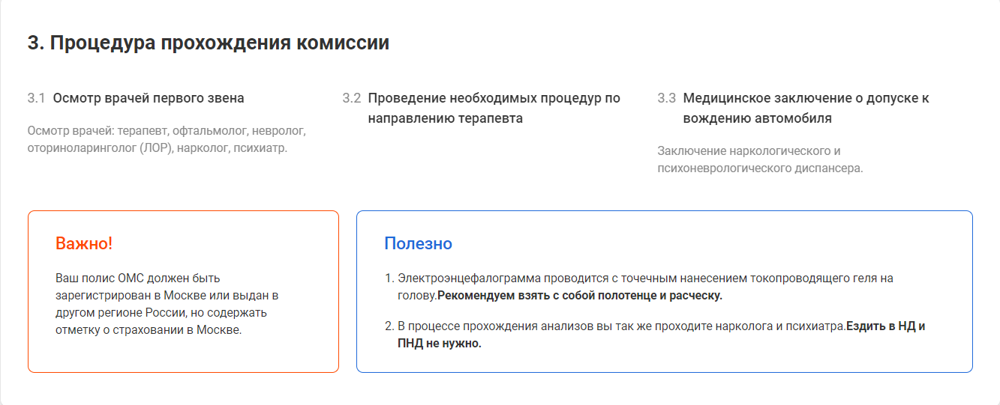 3. Процедура прохождения комиссии
3.1 Осмотр врачей первого звена
Осмотр врачей: терапевт, офтальмолог, невролог,
оториноларинголог (ЛОР), нарколог, психиатр.
3.2 Проведение необходимых процедур по
направлению терапевта
3.3 Медицинское заключение о допуске к
вождению автомобиля
Заключение наркологического и
психоневрологического диспансера.
Важно!
Ваш полис ОМС должен быть
зарегистрирован в Москве или выдан в
другом регионе России, но содержать
отметку о страховании в Москве.
Полезно
1. Электроэнцефалограмма проводится с точечным нанесением токопроводящего геля на
голову.Рекомендуем взять с собой полотенце и расческу.
2. В процессе прохождения анализов вы так же проходите нарколога и психиатра.Ездить в НД и
ПНД не нужно.